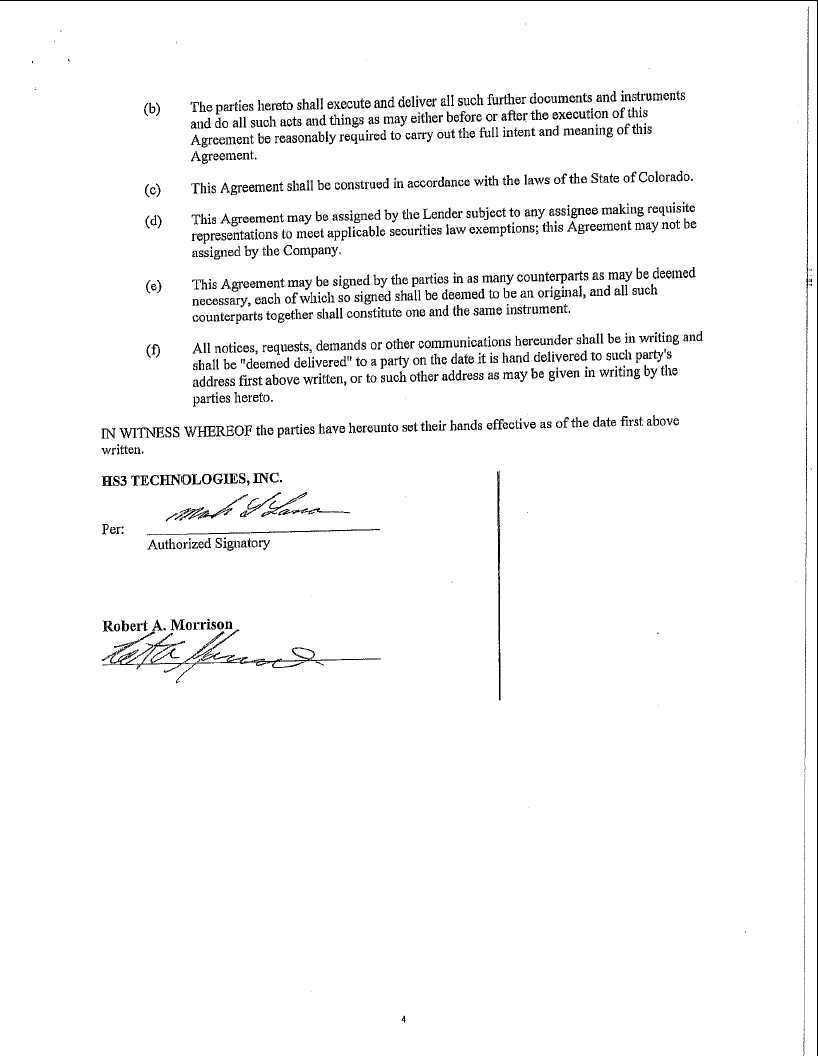 (b) The parties hereto shall execute and deliver all such further documents and instruments
and do all such acts and things as may either before or after the execution of this
Agreement be reasonably required to carry out the full intent and meaning of this
Agreement.
(c) This Agreement shall be construed in accordance with the laws of the State of Colorado.
(d) This Agreement may be assigned by the Lender subject to any assignee making requisite
representations to meet applicable securities law exemptions; this Agreement may not be
assigned by the Company.
(e) This Agreement may be signed by the parties in as many counterparts as may be deemed
necessary, each of which so signed shall be deemed to be an original, and all such
counterparts together shall constitute one and the same instrument.
(f) All notices, requests, demands or other communications hereunder shall be in writing and
shall be "deemed delivered" to a party on the date it is hand delivered to such party's
address first above written, or to such other address as may be given in writing by the
parties hereto.
IN WITNESS WHEREOF the parties have hereunto set their hands effective as of the date first above
written.
HS3 TECHNOLOGIES, INC.
Per:
Authorized Signatory
Robert A. Morrison
4